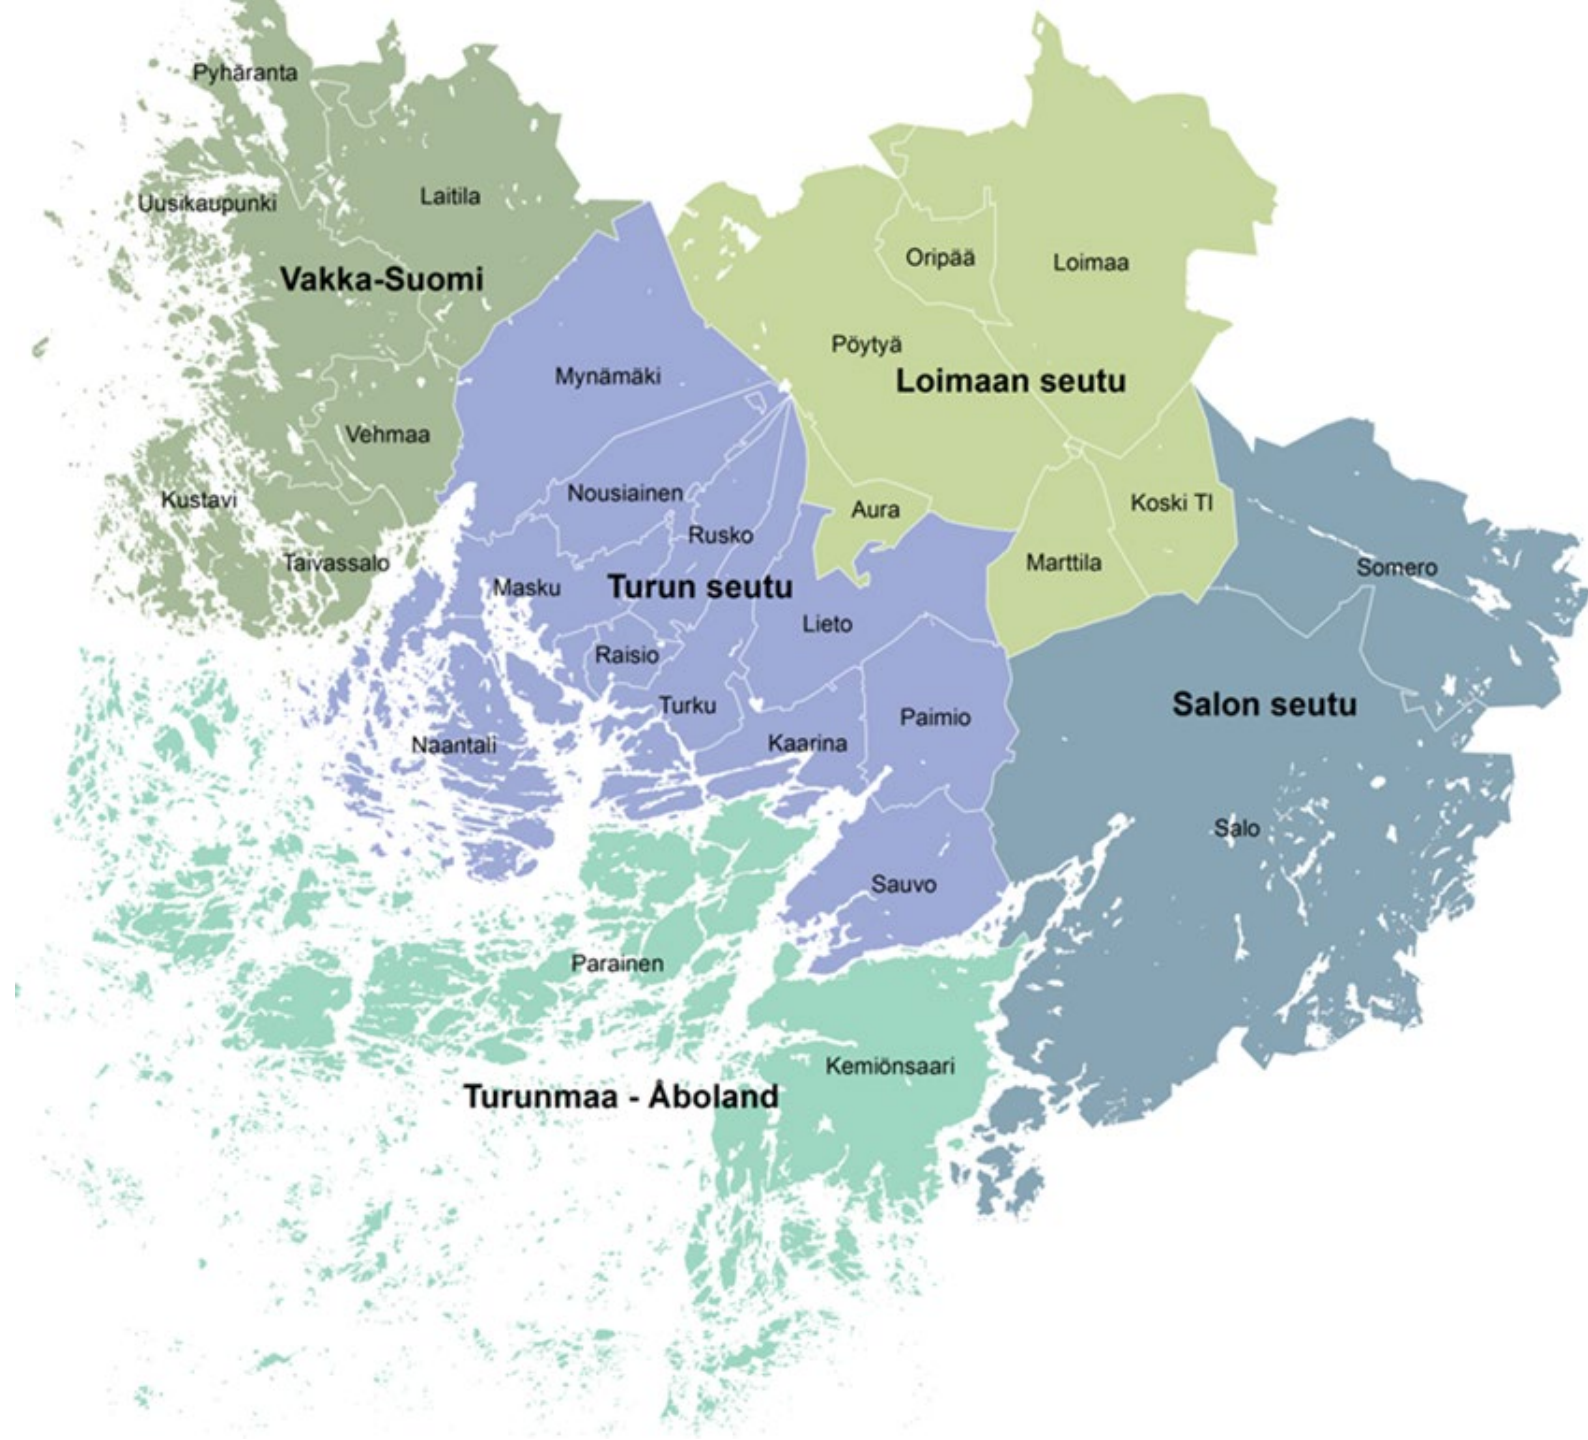 Pyhäranta
Laitila
Uusikaupunki
Vakka-Suomi
Vehmaa
Kustavi
Taivassalo
Oripää
Loimaa
Pöytyä
Loimaan seutu
Aura
Koski Tl
Marttila
Mynämäki
Nousiainen
Rusko
Masku
Turun seutu
Lieto
Raisio
Turku
Paimio
Naantali
Kaarina
Sauvo
Somero
Salon seutu
Salo
Parainen
Kemiönsaari
Turunmaa - Åboland